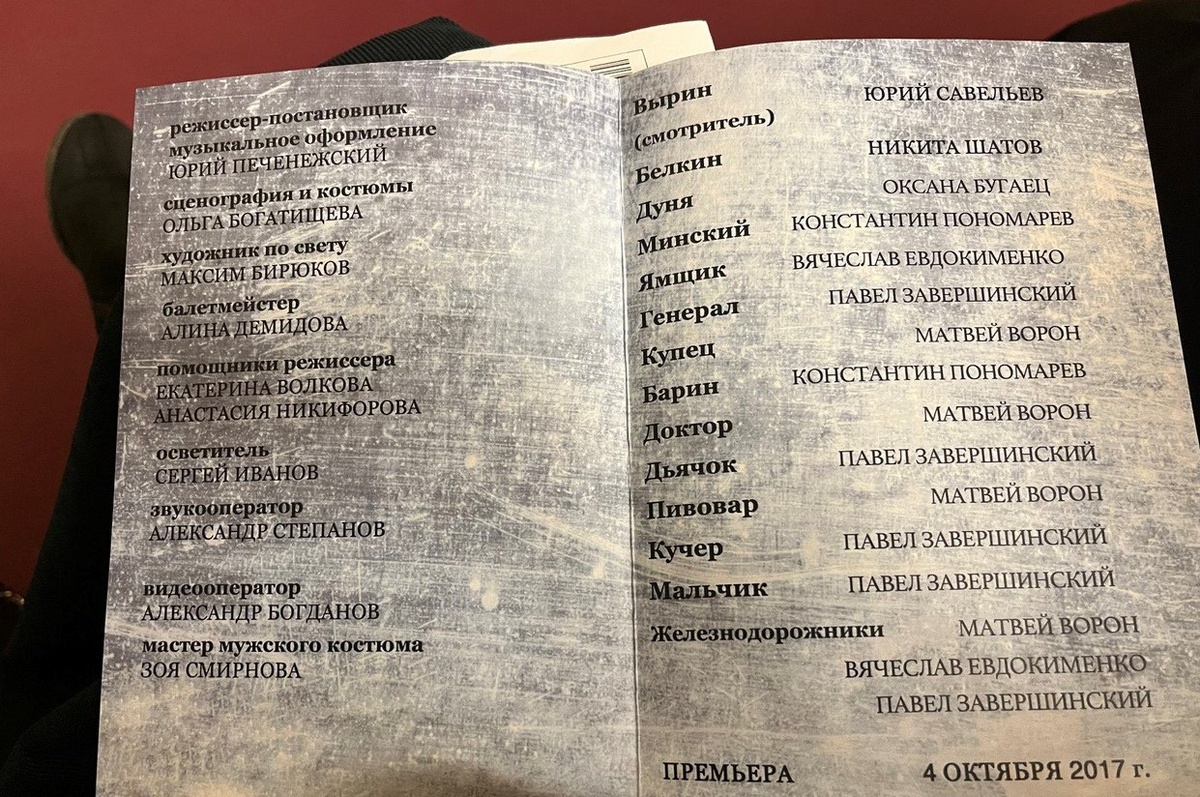 режиссер-постановщик
музыкальное оформление
ЮРИЙ ПЕЧЕНЕЖСКИЙ
сценография и костюмы
ОЛЬГА БОГАТИЩЕВА
художник по свету
МАКСИМ БИРЮКОВ
балетмейстер
АЛИНА ДЕМИДОВА
помощники режиссера
ЕКАТЕРИНА ВОЛКОВА
АНАСТАСИЯ НИКИФОРОВА
осветитель
СЕРГЕЙ ИВАНОВ
звукооператор
АЛЕКСАНДР СТЕПАНОВ
видеооператор
АЛЕКСАНДР БОГДАНОВ
мастер мужского костюма
ЗОЯ СМИРНОВА
Вырин ЮРИЙ САВЕЛЬЕВ
(смотритель)
Белкин НИКИТА ШАТОВ
Дуня ОКСАНА БУГАЕЦ
Минский КОНСТАНТИН ПОНОМАРЕВ
Ямщик ВЯЧЕСЛАВ ЕВДОКИМЕНКО
Генерал ПАВЕЛ ЗАВЕРШИНСКИЙ
Купец МАТВЕЙ ВОРОН
Барин КОНСТАНТИН ПОНОМАРЕВ
Доктор МАТВЕЙ ВОРОН
Дьячок ПАВЕЛ ЗАВЕРШИНСКИЙ
Пивовар МАТВЕЙ ВОРОН
Кучер ПАВЕЛ ЗАВЕРШИНСКИЙ
Мальчик ПАВЕЛ ЗАВЕРШИНСКИЙ
Железнодорожники МАТВЕЙ ВОРОН
ВЯЧЕСЛАВ ЕВДОКИМЕНКО
ПАВЕЛ ЗАВЕРШИНСКИЙ
ПРЕМЬЕРА 4 ОКТЯБРЯ 2017 г.